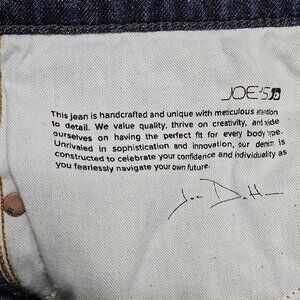 JOE'S
This jean is handcrafted and unique with meticulous attention
to detail. We value quality, thrive on creativity, and pride
ourselves on having the perfect fit for every body type.
Unrivaled in sophistication and innovation, our denim is
constructed to celebrate your confidence and individuality as
you fearlessly navigate your own future.
Joe D